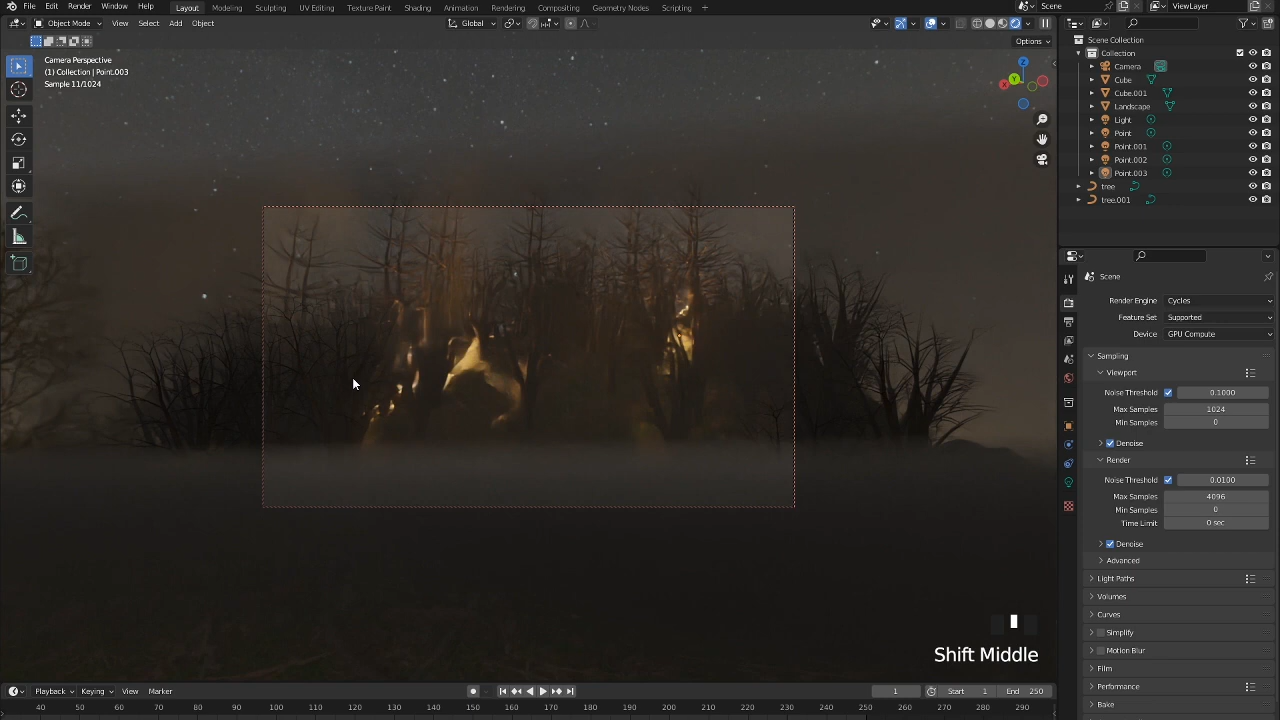 File Edit Render Window Help Layout Modeling Sculpting UV Editing Texture Paint Shading Animation Rendering Compositing Geometry Nodes Scripting + Scene ViewLayer
Object Mode View Select Add Object Global
Options
Camera Perspective
(1) Collection | Point.003
Sample 11/1024
Z
Y
X
Shift Middle
Scene Collection
Collection
Camera
Cube
Cube.001
Landscape
Light
Point
Point.001
Point.002
Point.003
tree
tree.001
Scene
Render Engine Cycles
Feature Set Supported
Device GPU Compute
Sampling
Viewport
Noise Threshold 0.1000
Max Samples 1024
Min Samples 0
Denoise
Render
Noise Threshold 0.0100
Max Samples 4096
Min Samples 0
Time Limit 0 sec
Denoise
Advanced
Light Paths
Volumes
Curves
Simplify
Motion Blur
Film
Performance
Bake
Playback Keying View Marker 1 Start 1 End 250
40 50 60 70 80 90 100 110 120 130 140 150 160 170 180 190 200 210 220 230 240 250 260 270 280 290